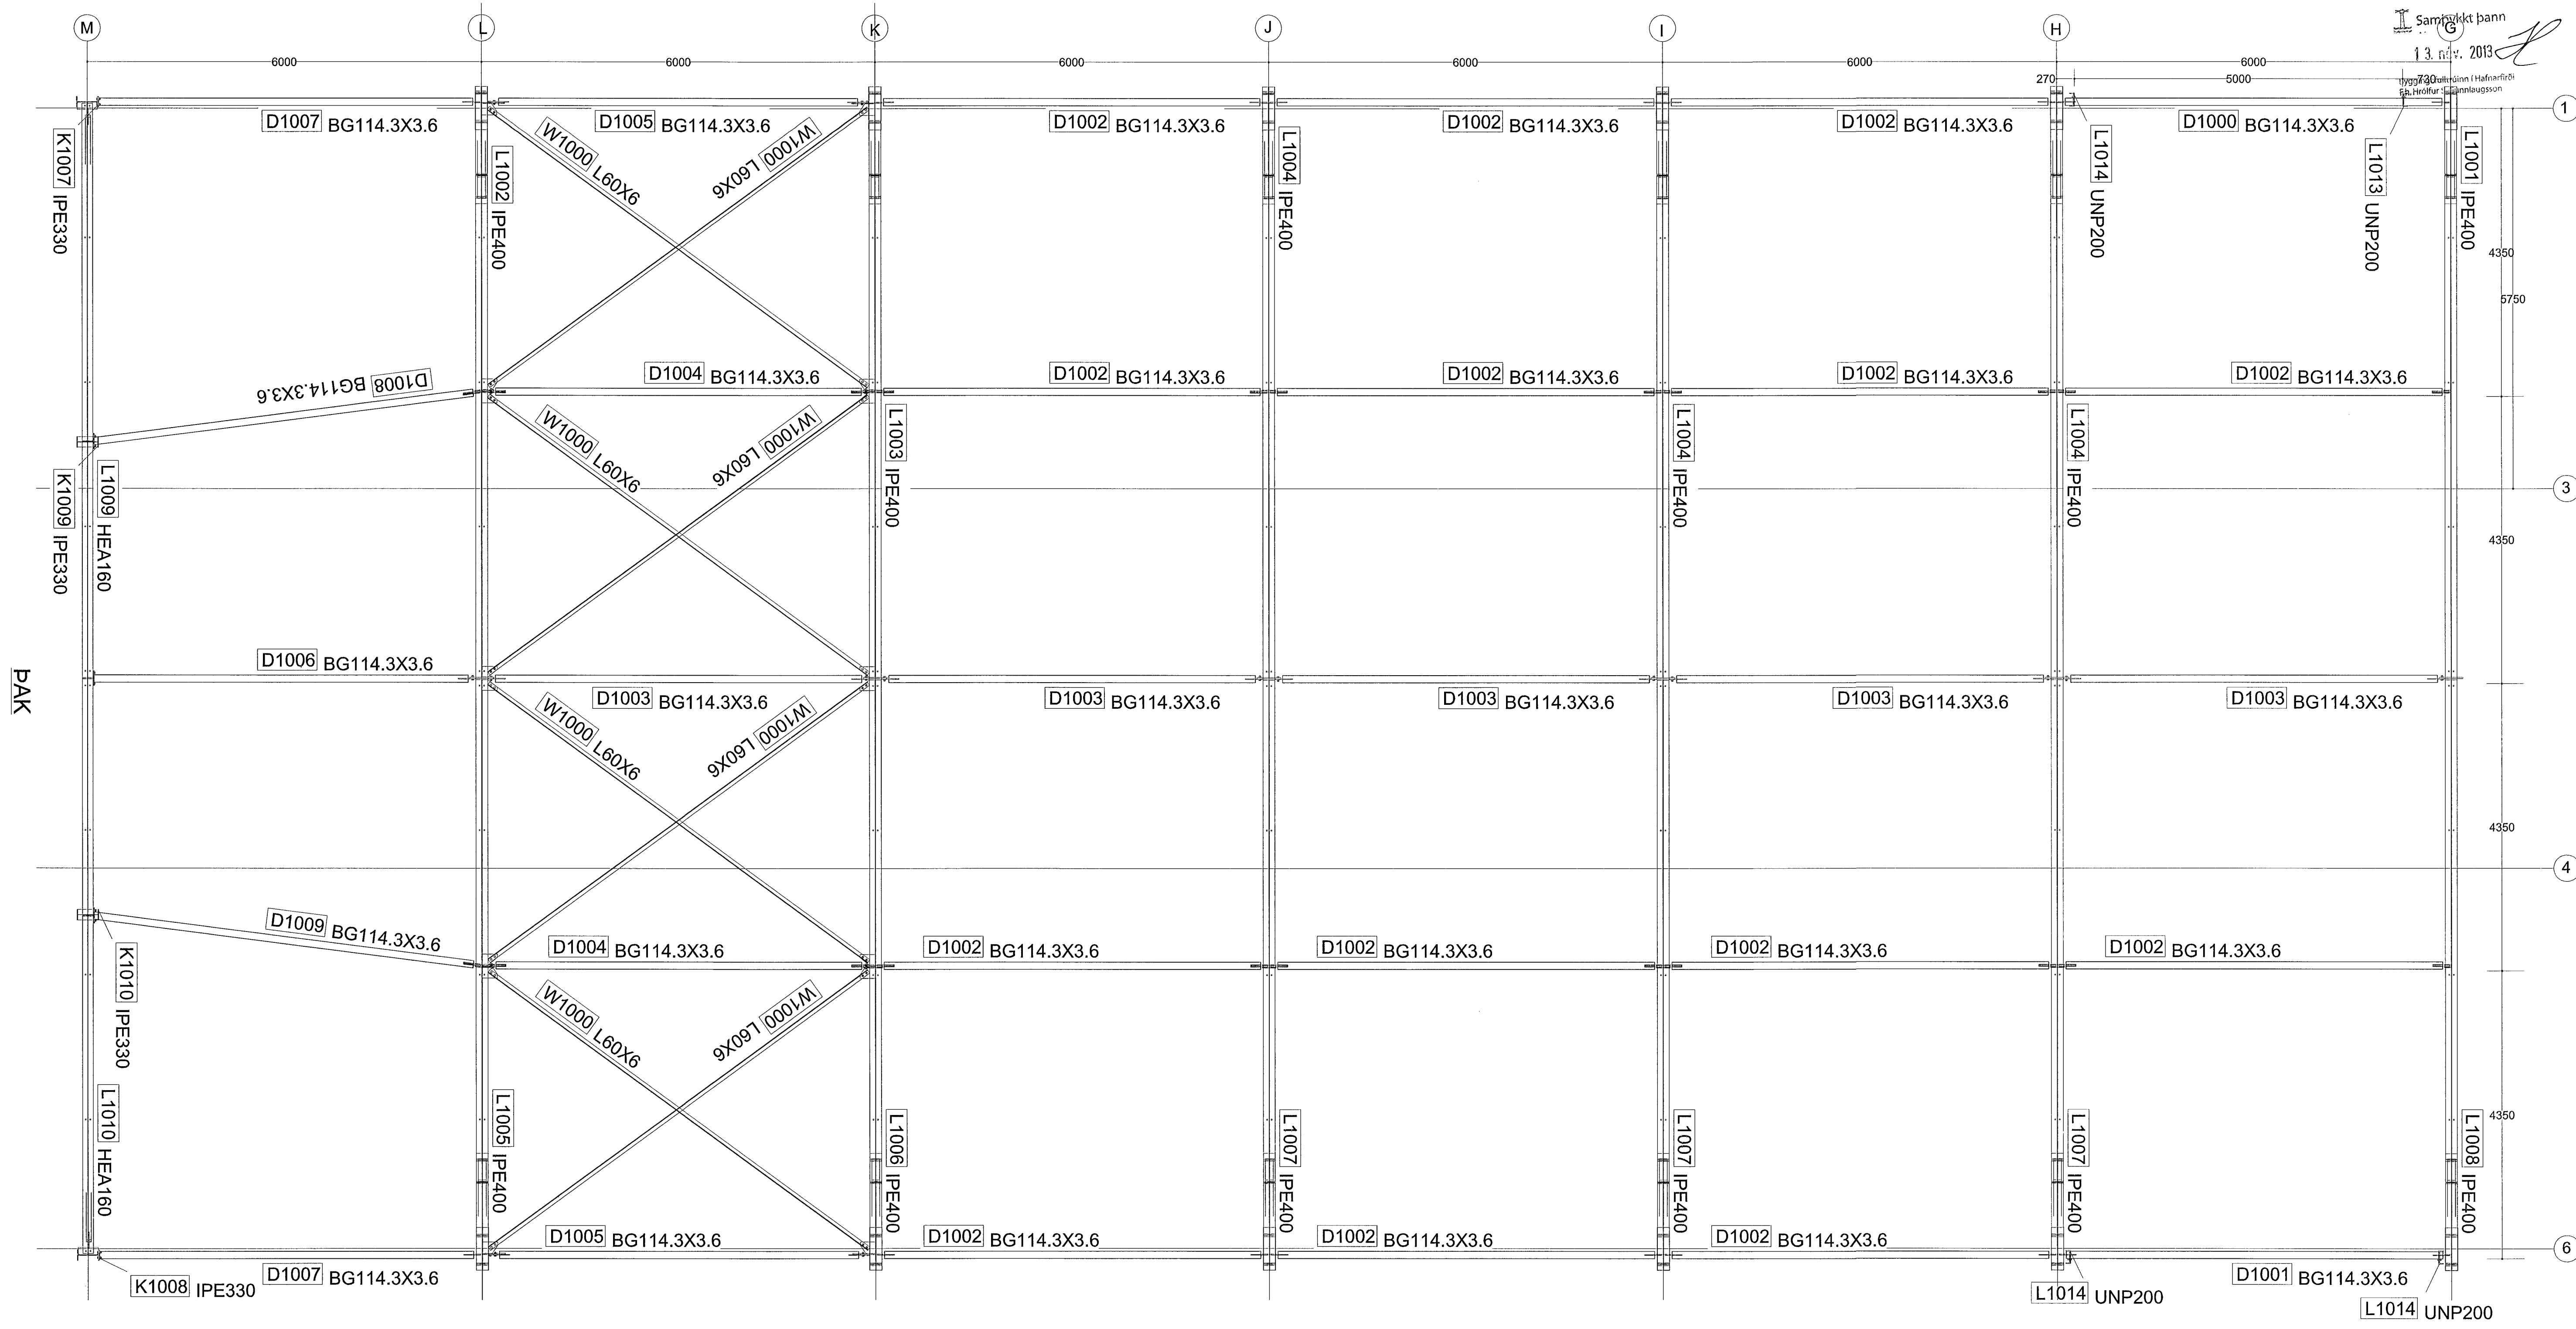 M
L
K
J
I
H
G
Samþykkt þann
13. nóv. 2013
6000
6000
6000
6000
6000
6000
270
5000
730
1
D1007 BG114.3X3.6
D1005 BG114.3X3.6
D1002 BG114.3X3.6
D1002 BG114.3X3.6
D1002 BG114.3X3.6
D1000 BG114.3X3.6
K1007 IPE330
L1002 IPE400
W1000 L60X6
W1000 L60X6
L1004 IPE400
L1014 UNP200
L1013 UNP200
L1001 IPE400
4350
5750
D1008 BG114.3X3.6
D1004 BG114.3X3.6
D1002 BG114.3X3.6
D1002 BG114.3X3.6
D1002 BG114.3X3.6
D1002 BG114.3X3.6
K1009 IPE330
L1009 HEA160
W1000 L60X6
W1000 L60X6
L1003 IPE400
L1004 IPE400
L1004 IPE400
3
4350
ÞAK
D1006 BG114.3X3.6
D1003 BG114.3X3.6
D1003 BG114.3X3.6
D1003 BG114.3X3.6
D1003 BG114.3X3.6
D1003 BG114.3X3.6
W1000 L60X6
W1000 L60X6
4350
4
D1009 BG114.3X3.6
D1004 BG114.3X3.6
D1002 BG114.3X3.6
D1002 BG114.3X3.6
D1002 BG114.3X3.6
D1002 BG114.3X3.6
K1010 IPE330
L1010 HEA160
W1000 L60X6
W1000 L60X6
L1005 IPE400
L1006 IPE400
L1007 IPE400
L1007 IPE400
L1007 IPE400
L1008 IPE400
4350
D1005 BG114.3X3.6
D1002 BG114.3X3.6
D1002 BG114.3X3.6
D1002 BG114.3X3.6
6
K1008 IPE330
D1007 BG114.3X3.6
L1014 UNP200
D1001 BG114.3X3.6
L1014 UNP200